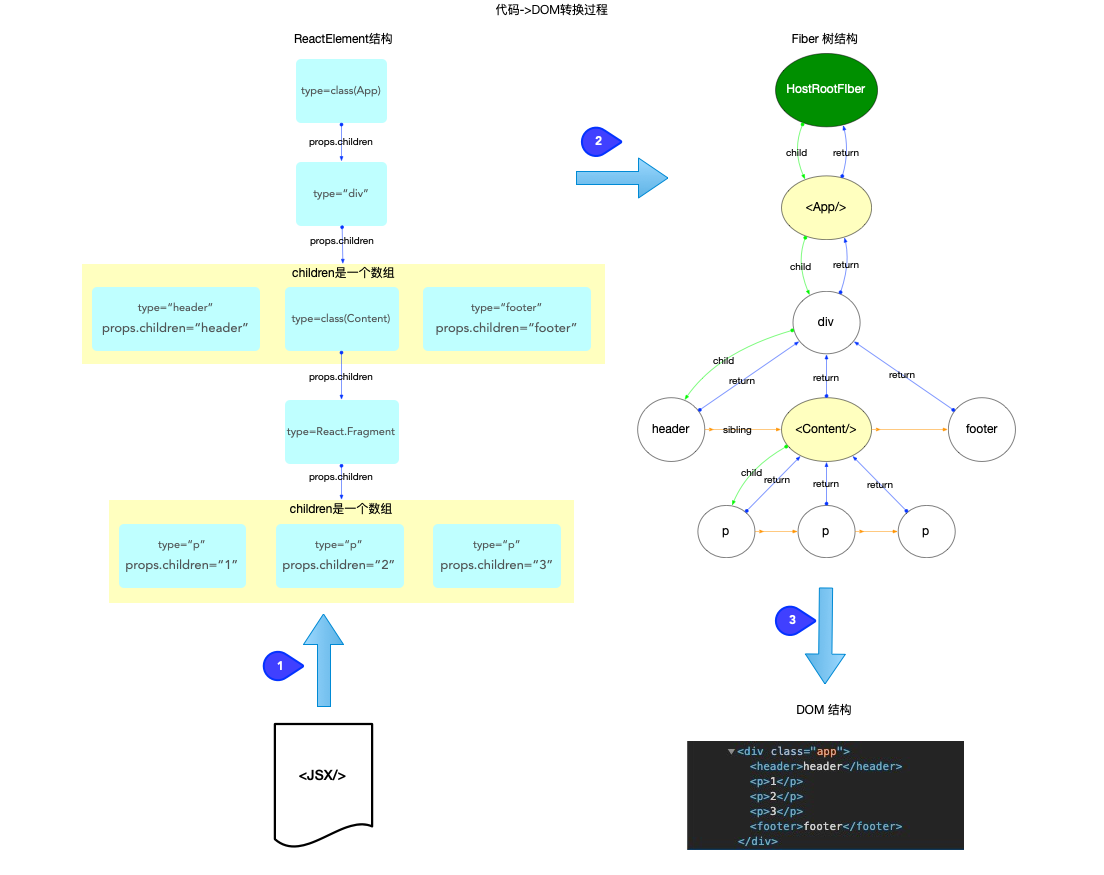 代码->DOM转换过程
ReactElement结构
type=class(App)
props.children
type=“div”
props.children
children是一个数组
type=“header”
props.children=“header”
type=class(Content)
type=“footer”
props.children=“footer”
props.children
type=React.Fragment
props.children
children是一个数组
type=“p”
props.children=“1”
type=“p”
props.children=“2”
type=“p”
props.children=“3”
1
<JSX/>
2
Fiber 树结构
HostRootFiber
child
return
<App/>
child
return
div
child
return
return
return
header
sibling
<Content/>
footer
child
return
return
return
p
p
p
3
DOM 结构
<div class="app">
<header>header</header>
<p>1</p>
<p>2</p>
<p>3</p>
<footer>footer</footer>
</div>